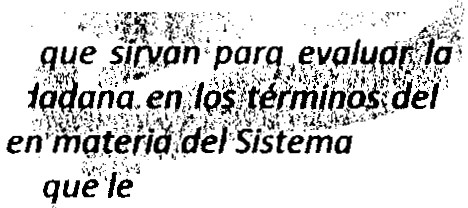 que sirvan para evaluar la
dadana en los términos del
en materia del Sistema
que le